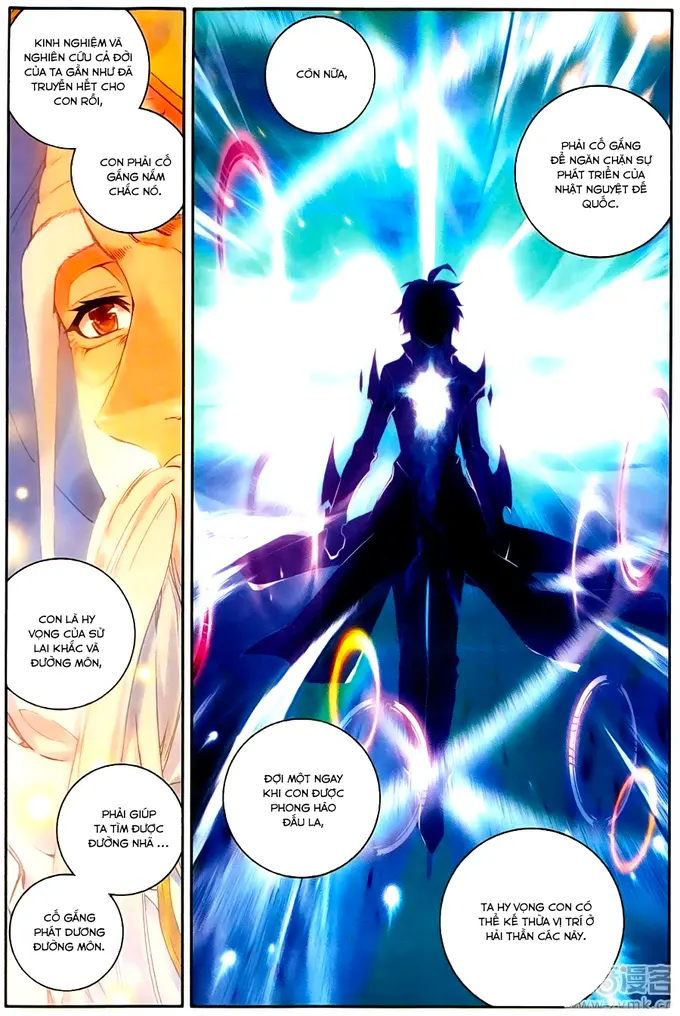 KINH NGHIỆM VÀ
NGHIÊN CỨU CẢ ĐỜI
CỦA TA GẦN NHƯ ĐÃ
TRUYỀN HẾT CHO
CON RỒI,
CON PHẢI CỐ
GẮNG NẮM
CHẮC NÓ.
CON LÀ HY
VỌNG CỦA SỬ
LAI KHẮC VÀ
ĐƯỜNG MÔN,
PHẢI GIÚP
TA TÌM ĐƯỢC
ĐƯỜNG NHÃ ...
CỐ GẮNG
PHÁT DƯƠNG
ĐƯỜNG MÔN.
CÒN NỮA,
PHẢI CỐ GẮNG
ĐỂ NGĂN CHẶN SỰ
PHÁT TRIỂN CỦA
NHẬT NGUYỆT ĐẾ
QUỐC.
ĐỢI MỘT NGAY
KHI CON ĐƯỢC
PHONG HÀO
ĐẤU LA,
TA HY VỌNG CON CÓ
THỂ KẾ THỪA VỊ TRÍ Ở
HẢI THẦN CÁC NÀY.
漫客